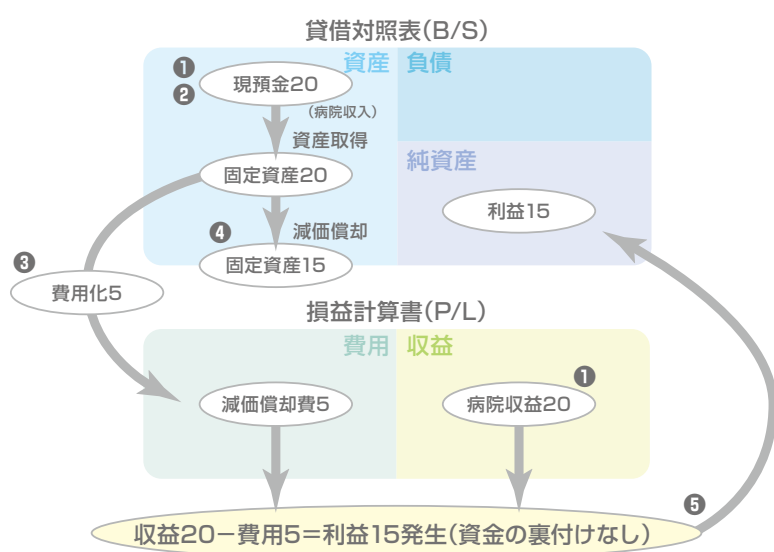 貸借対照表(B/S)
資産 負債
❶
❷
現預金20
(病院収入)
資産取得
純資産
固定資産20
利益15
❹
減価償却
固定資産15
❸
費用化5
損益計算書(P/L)
費用 収益
❶
減価償却費5
病院収益20
❺
収益20−費用5=利益15発生(資金の裏付けなし)